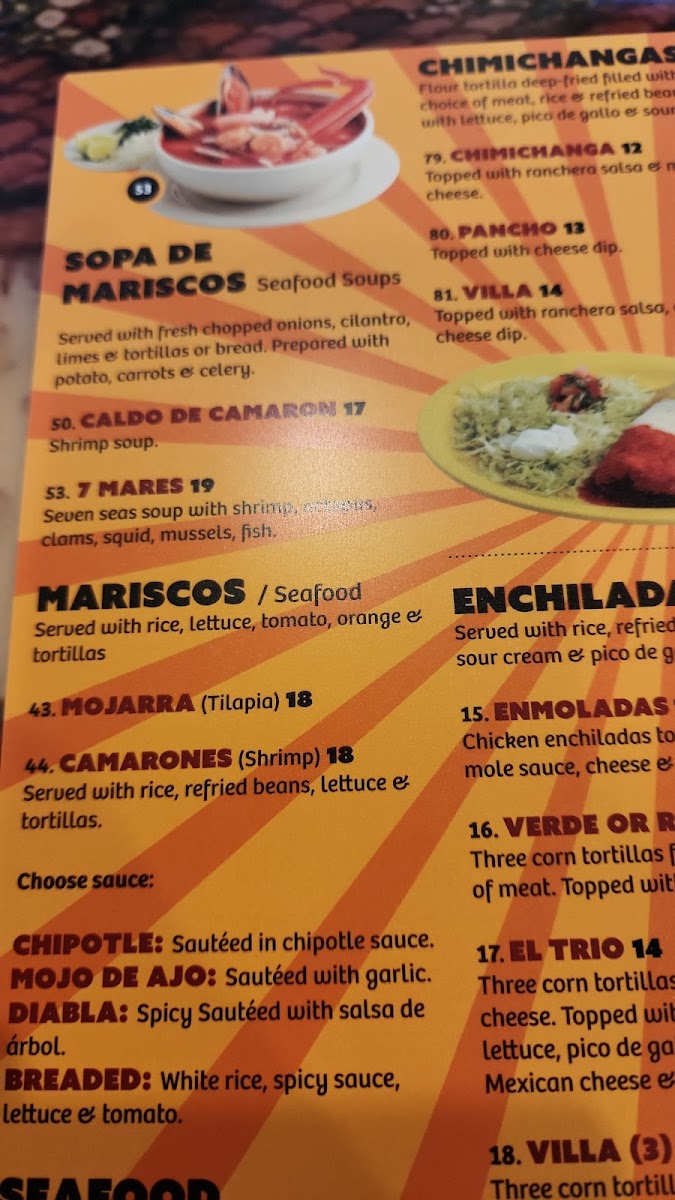 53
SOPA DE
MARISCOS Seafood Soups
Served with fresh chopped onions, cilantro,
limes & tortillas or bread. Prepared with
potato, carrots & celery.
50. CALDO DE CAMARON 17
Shrimp soup.
53. 7 MARES 19
Seven seas soup with shrimp, octopus,
clams, squid, mussels, fish.
MARISCOS / Seafood
Served with rice, lettuce, tomato, orange &
tortillas
43. MOJARRA (Tilapia) 18
44. CAMARONES (Shrimp) 18
Served with rice, refried beans, lettuce &
tortillas.
Choose sauce:
CHIPOTLE: Sautéed in chipotle sauce.
MOJO DE AJO: Sautéed with garlic.
DIABLA: Spicy Sautéed with salsa de
árbol.
BREADED: White rice, spicy sauce,
lettuce & tomato.
SEAFOOD
CHIMICHANGAS
Flour tortilla deep-fried filled with
choice of meat, rice & refried bea
with lettuce, pico de gallo & sour
79. CHIMICHANGA 12
Topped with ranchera salsa & m
cheese.
80. PANCHO 13
Topped with cheese dip.
81. VILLA 14
Topped with ranchera salsa,
cheese dip.
ENCHILADA
Served with rice, refried
sour cream & pico de g
15. ENMOLADAS
Chicken enchiladas to
mole sauce, cheese &
16. VERDE OR R
Three corn tortillas f
of meat. Topped wit
17. EL TRIO 14
Three corn tortillas
cheese. Topped wit
lettuce, pico de ga
Mexican cheese &
18. VILLA (3)
Three corn tortill